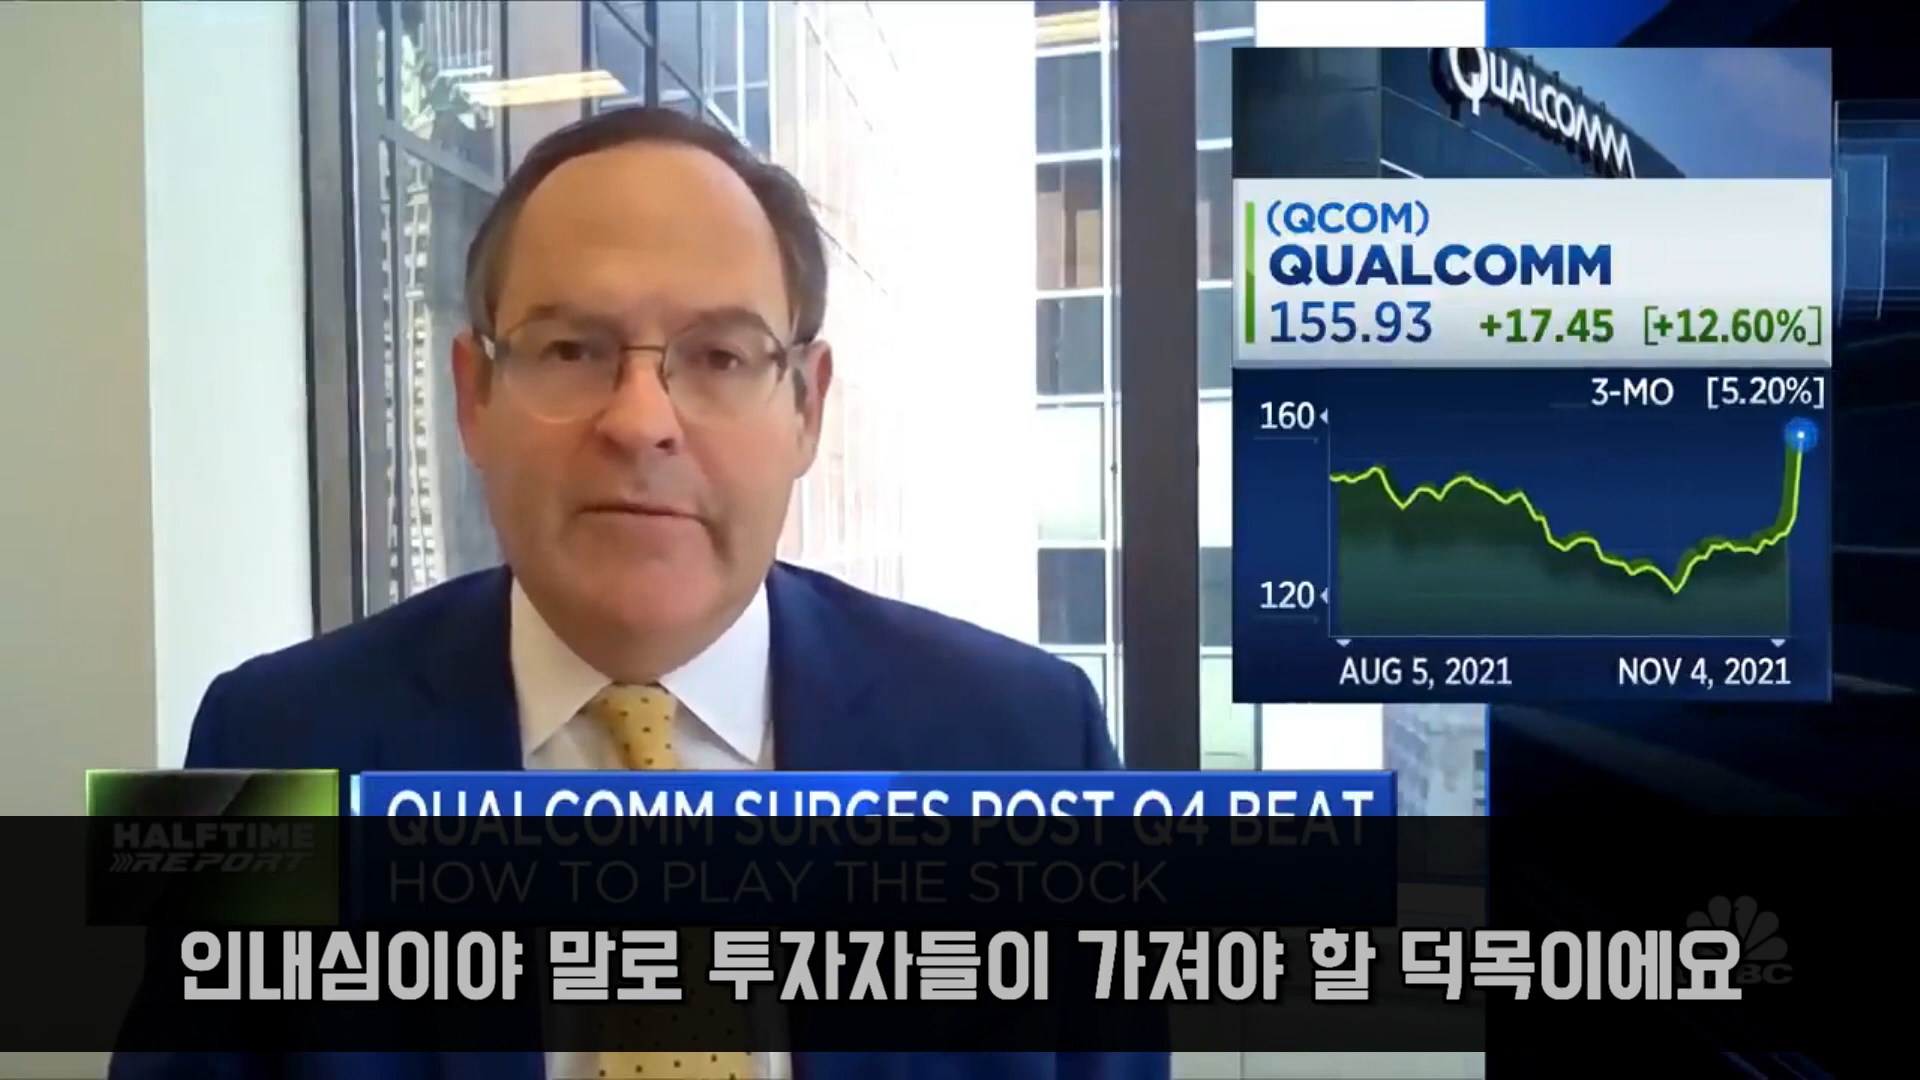 QUALCOMM
(QCOM)
QUALCOMM
155.93 +17.45 [+12.60%]
3-MO [5.20%]
160
120
AUG 5, 2021 NOV 4, 2021
QUALCOMM SURGES POST Q4 BEAT
HALFTIME
REPORT
HOW TO PLAY THE STOCK
인내심이야 말로 투자자들이 가져야 할 덕목이에요